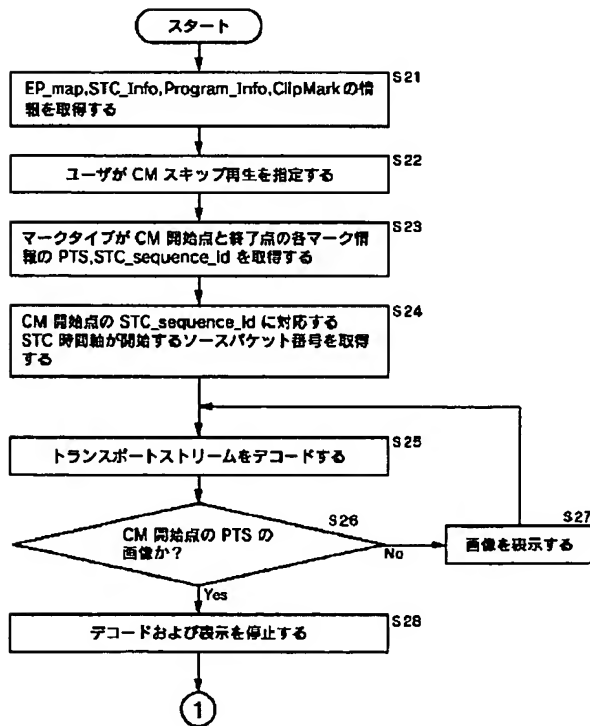 スタート
S21
EP_map,STC_Info,Program_Info,ClipMarkの情
報を取得する
S22
ユーザが CM スキップ再生を指定する
S23
マークタイプが CM 開始点と終了点の各マーク情
報の PTS,STC_sequence_id を取得する
S24
CM 開始点の STC_sequence_id に対応する
STC 時間軸が開始するソースパケット番号を取得
する
S25
トランスポートストリームをデコードする
S26
CM 開始点の PTS の
画像か?
No
S27
画像を表示する
Yes
S28
デコードおよび表示を停止する
1